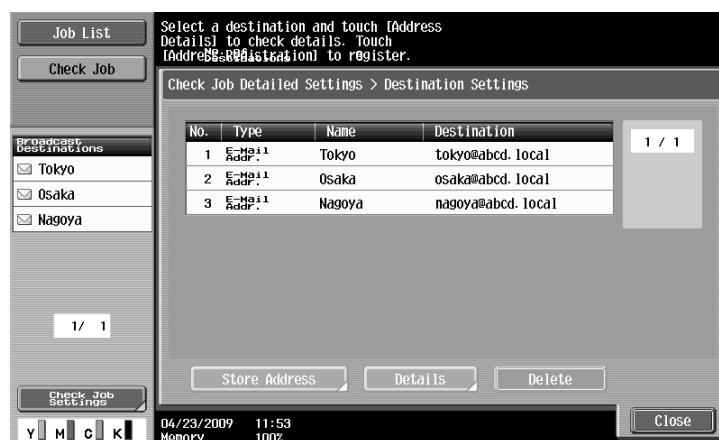 Job List
Check Job
Select a destination and touch [Address
Details] to check details. Touch
to register.
Check Job Detailed Settings > Destination Settings
Broadcast
Destinations
Tokyo
Osaka
Nagoya
1/ 1
Check Job
Settings
Y M C K
No. Type Name Destination
1 E-Mail Addr. Tokyo tokyo@abcd.local
2 E-Mail Addr. Osaka osaka@abcd.local
3 E-Mail Addr. Nagoya nagoya@abcd.local
1 / 1
Store Address Details Delete
04/23/2009 11:53
Memory 100%
Close